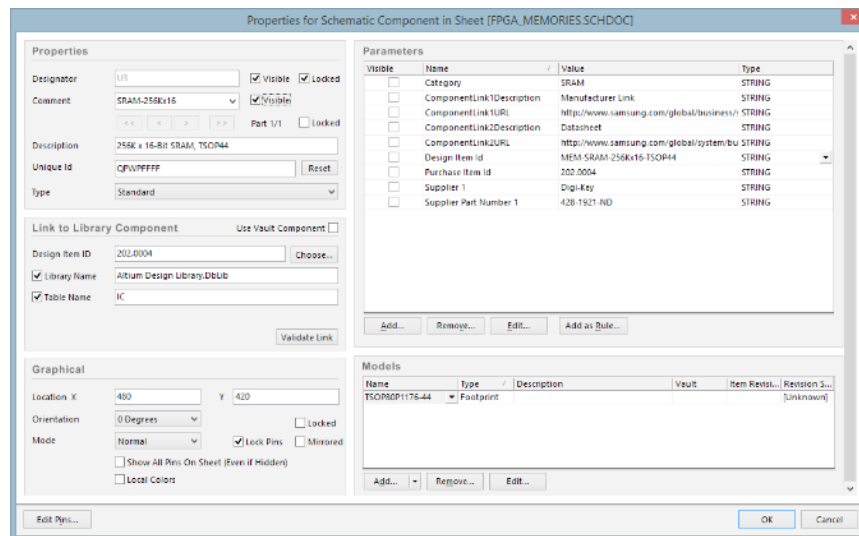 Properties for Schematic Component in Sheet [FPGA_MEMORIES.SCHDOC]
Properties
Designator U3 Visible Locked
Comment SRAM-256Kx16 Visible
<< < > >> Part 1/1 Locked
Description 256K x 16-Bit SRAM, TSOP44
Unique Id QPWPFFFF Reset
Type Standard
Link to Library Component Use Vault Component
Design Item ID 202.0004 Choose...
Library Name Altium Design Library.DbLib
Table Name IC
Validate Link
Graphical
Location X 480 Y 420
Orientation 0 Degrees Locked
Mode Normal Lock Pins Mirrored
Show All Pins On Sheet (Even if Hidden)
Local Colors
Parameters
Visible Name / Value Type
Category SRAM STRING
ComponentLink1Description Manufacturer Link STRING
ComponentLink1URL http://www.samsung.com/global/business/s STRING
ComponentLink2Description Datasheet STRING
ComponentLink2URL http://www.samsung.com/global/system/bu STRING
Design Item Id MEM-SRAM-256Kx16-TSOP44 STRING
Purchase Item Id 202.0004 STRING
Supplier 1 Digi-Key STRING
Supplier Part Number 1 428-1921-ND STRING
Add... Remove... Edit... Add as Rule...
Models
Name Type / Description Vault Item Revisi... Revision S...
TSOP80P1176-44 Footprint [Unknown]
Add... Remove... Edit...
Edit Pins... OK Cancel